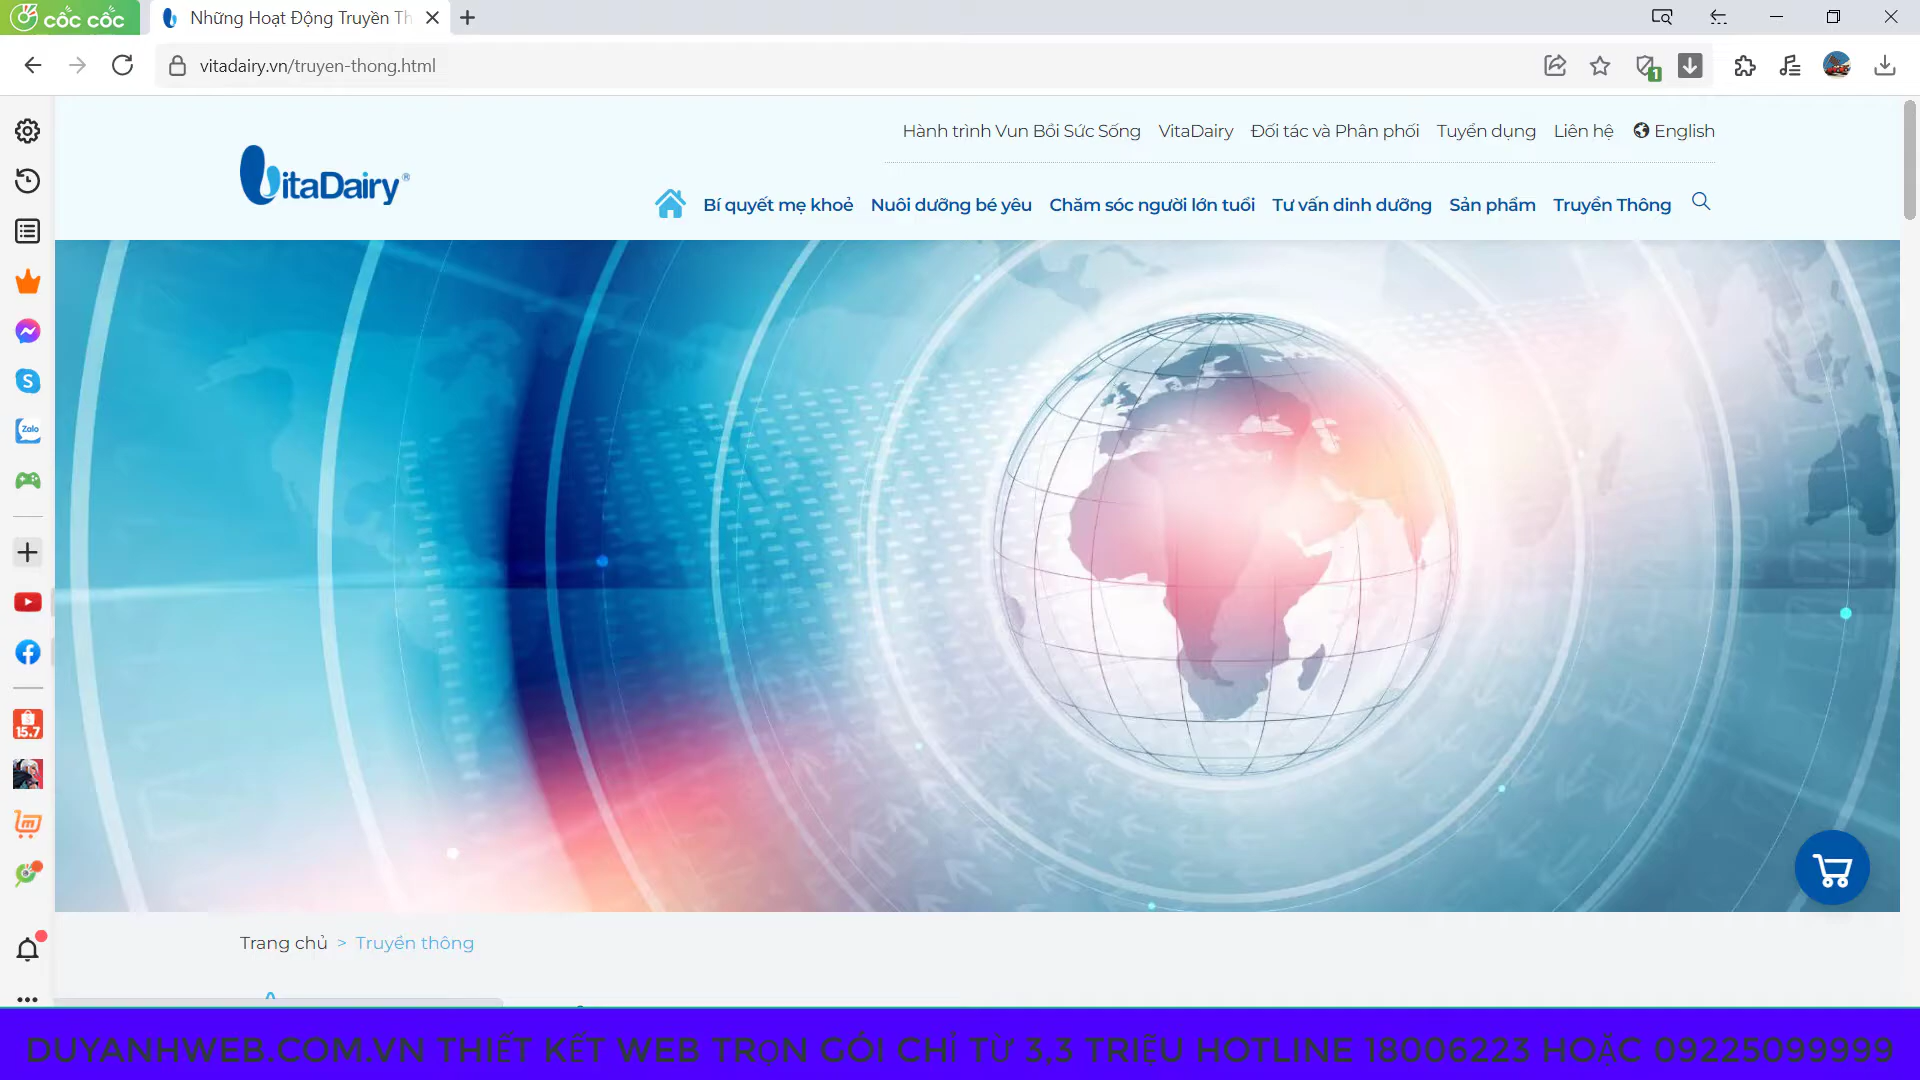 cốc cốc
Những Hoạt Động Truyền Th
vitadairy.vn/truyen-thong.html
1
Hành trình Vun Bồi Sức Sống VitaDairy Đối tác và Phân phối Tuyển dụng Liên hệ English
VitaDairy®
Bí quyết mẹ khoẻ Nuôi dưỡng bé yêu Chăm sóc người lớn tuổi Tư vấn dinh dưỡng Sản phẩm Truyền Thông
S
Zalo
15.7
Trang chủ > Truyền thông
DUYANHWEB.COM.VN THIẾT KẾT WEB TRỌN GÓI CHỈ TỪ 3,3 TRIỆU HOTLINE 18006223 HOẶC 09225099999